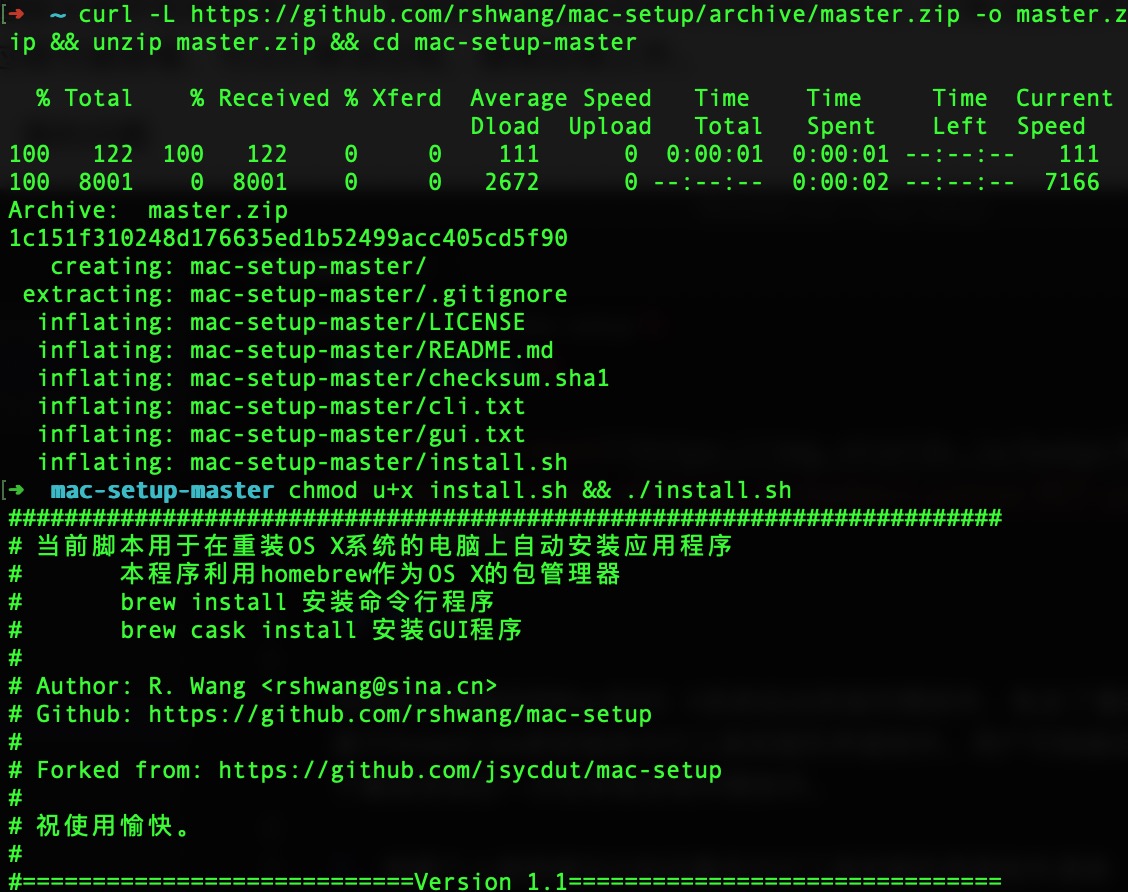 [➜  ~ curl -L https://github.com/rshwang/mac-setup/archive/master.zip -o master.z
ip && unzip master.zip && cd mac-setup-master
  % Total    % Received % Xferd  Average Speed   Time    Time     Time  Current
                                 Dload  Upload   Total   Spent    Left  Speed
100   122  100   122    0     0    111      0  0:00:01  0:00:01 --:--:--   111
100  8001    0  8001    0     0   2672      0 --:--:--  0:00:02 --:--:--  7166
Archive:  master.zip
1c151f310248d176635ed1b52499acc405cd5f90
   creating: mac-setup-master/
 extracting: mac-setup-master/.gitignore
  inflating: mac-setup-master/LICENSE
  inflating: mac-setup-master/README.md
  inflating: mac-setup-master/checksum.sha1
  inflating: mac-setup-master/cli.txt
  inflating: mac-setup-master/gui.txt
  inflating: mac-setup-master/install.sh
[➜  mac-setup-master chmod u+x install.sh && ./install.sh
#######################################################################
# 当前脚本用于在重装OS X系统的电脑上自动安装应用程序
#       本程序利用homebrew作为OS X的包管理器
#       brew install 安装命令行程序
#       brew cask install 安装GUI程序
#
# Author: R. Wang <rshwang@sina.cn>
# Github: https://github.com/rshwang/mac-setup
#
# Forked from: https://github.com/jsycdut/mac-setup
#
# 祝使用愉快。
#
#============================Version 1.1===============================